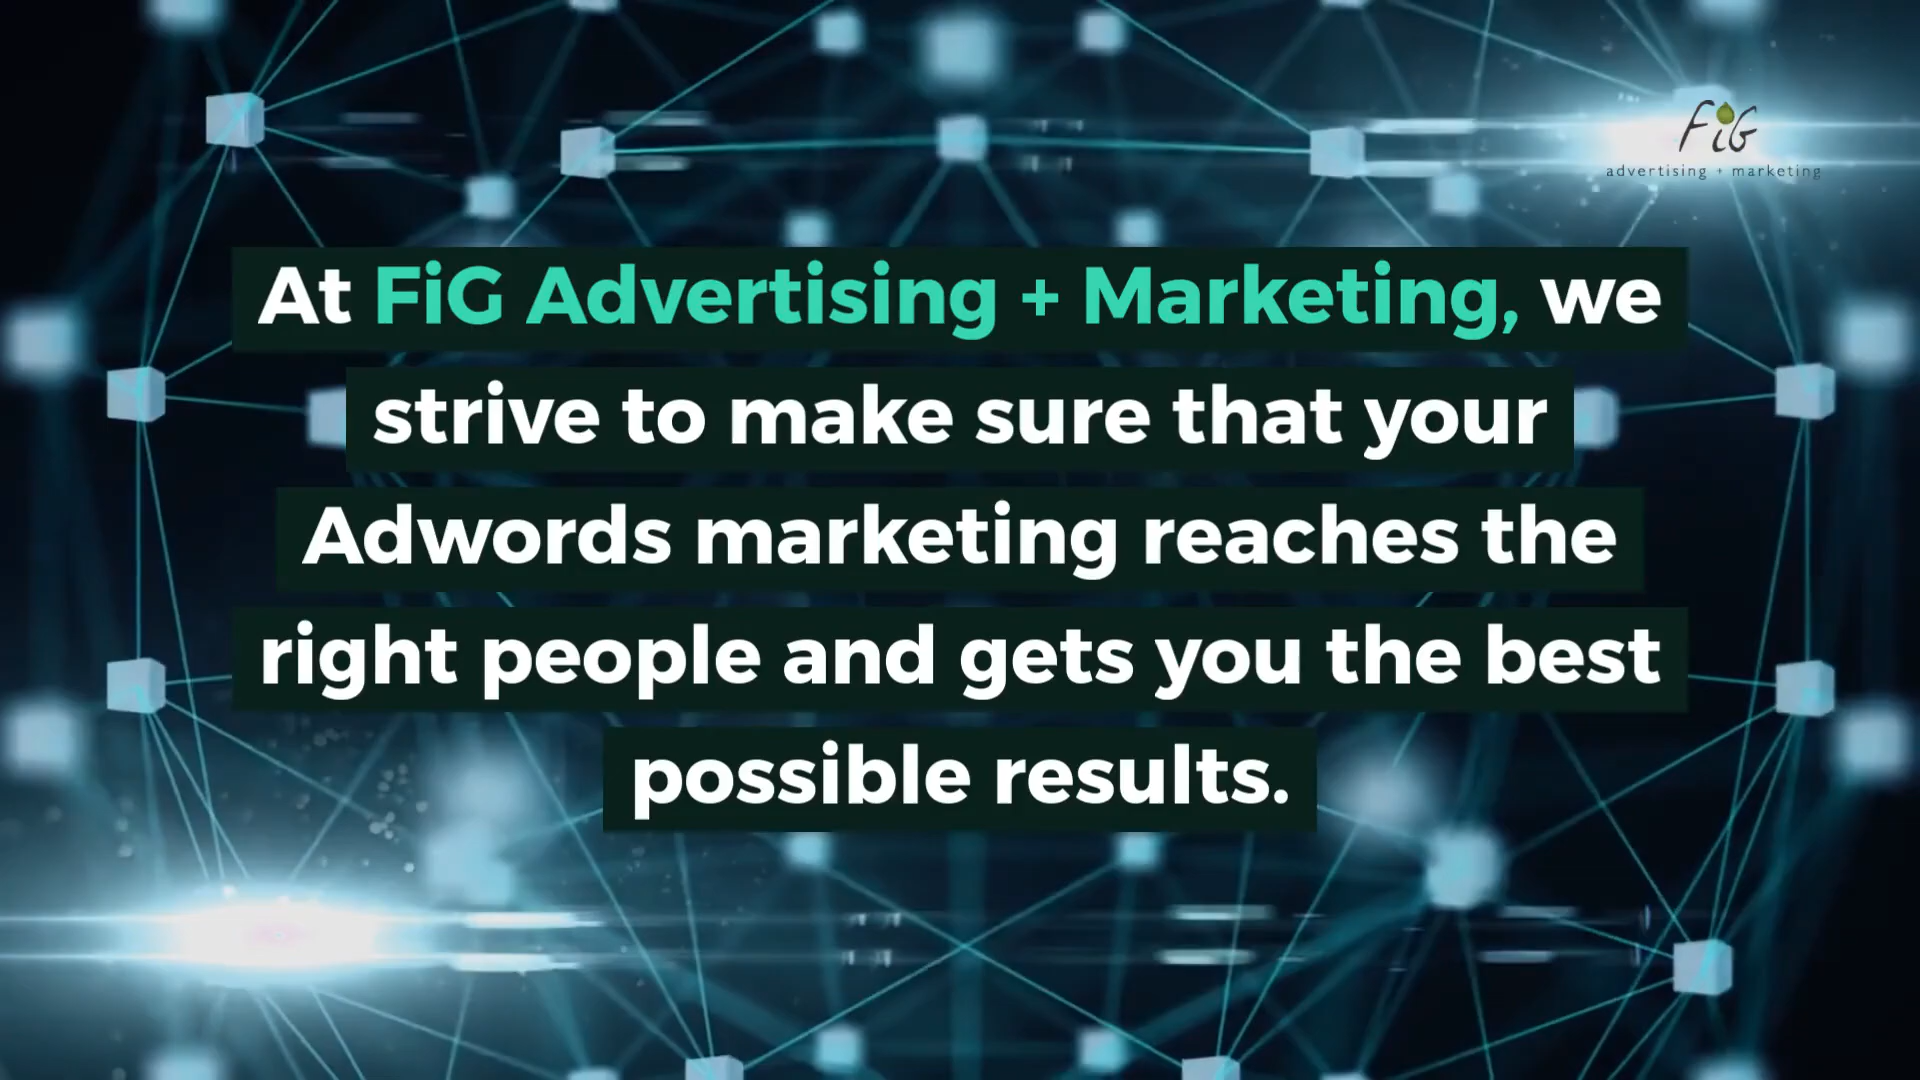 FiG
advertising + marketing
At FiG Advertising + Marketing, we
strive to make sure that your
Adwords marketing reaches the
right people and gets you the best
possible results.